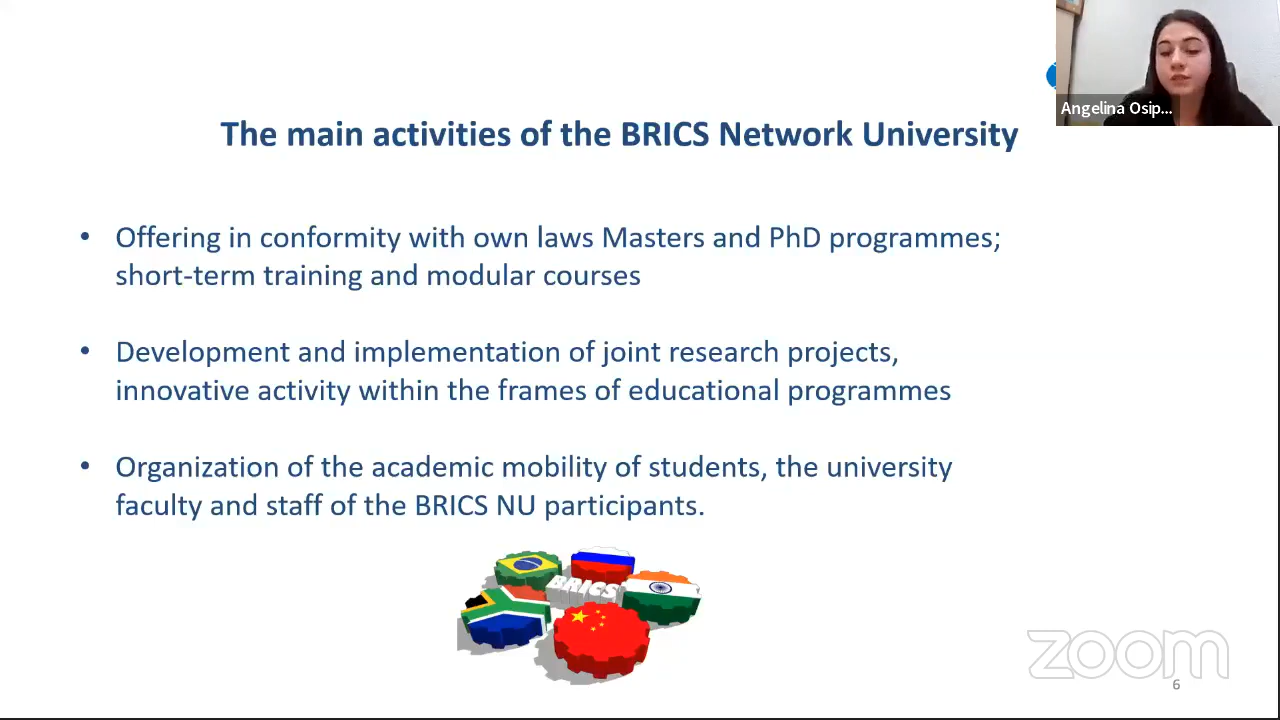 Angelina Osip...
The main activities of the BRICS Network University
• Offering in conformity with own laws Masters and PhD programmes;
short-term training and modular courses
• Development and implementation of joint research projects,
innovative activity within the frames of educational programmes
• Organization of the academic mobility of students, the university
faculty and staff of the BRICS NU participants.
BRICS
zoom
6